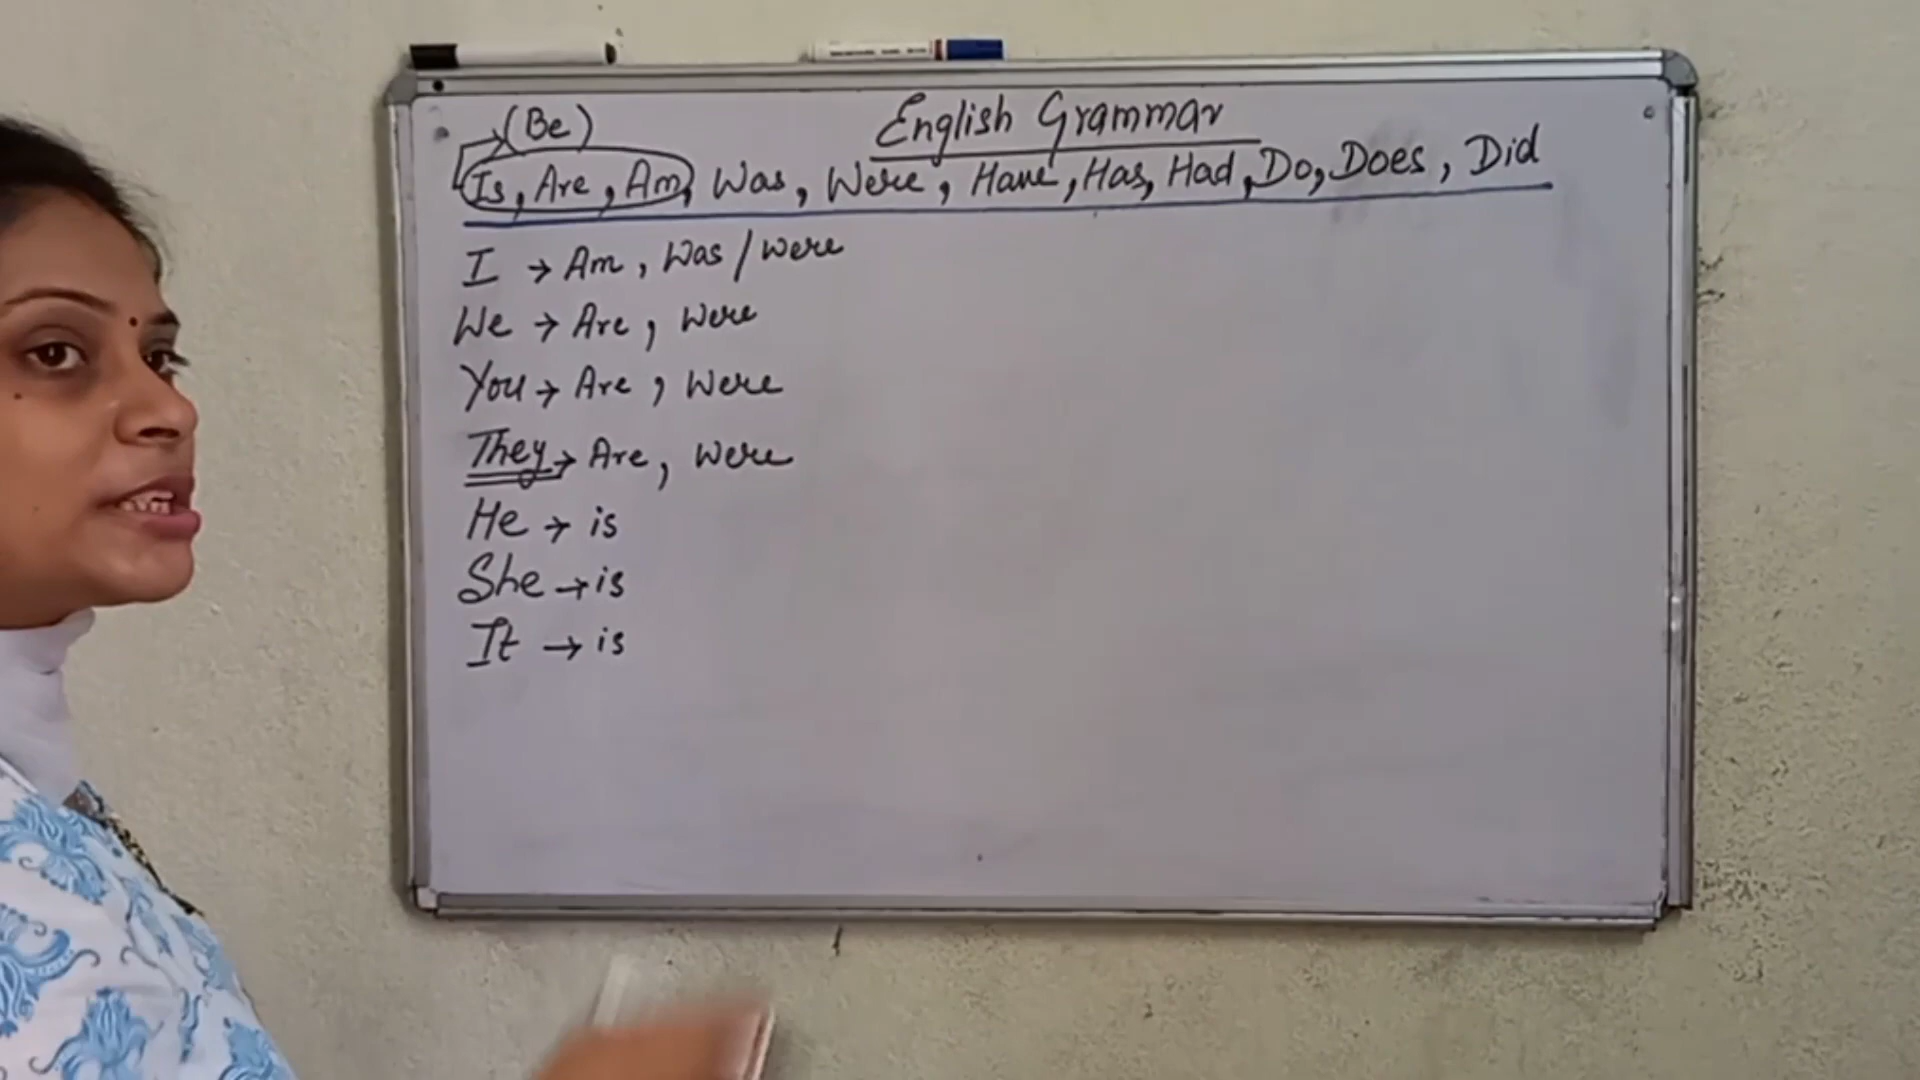 (Be)
English Grammar
Is, Are, Am, Was, Were, Have, Has, Had, Do, Does, Did
I → Am, Was/Were
We → Are, Were
You → Are, Were
They → Are, Were
He → is
She → is
It → is